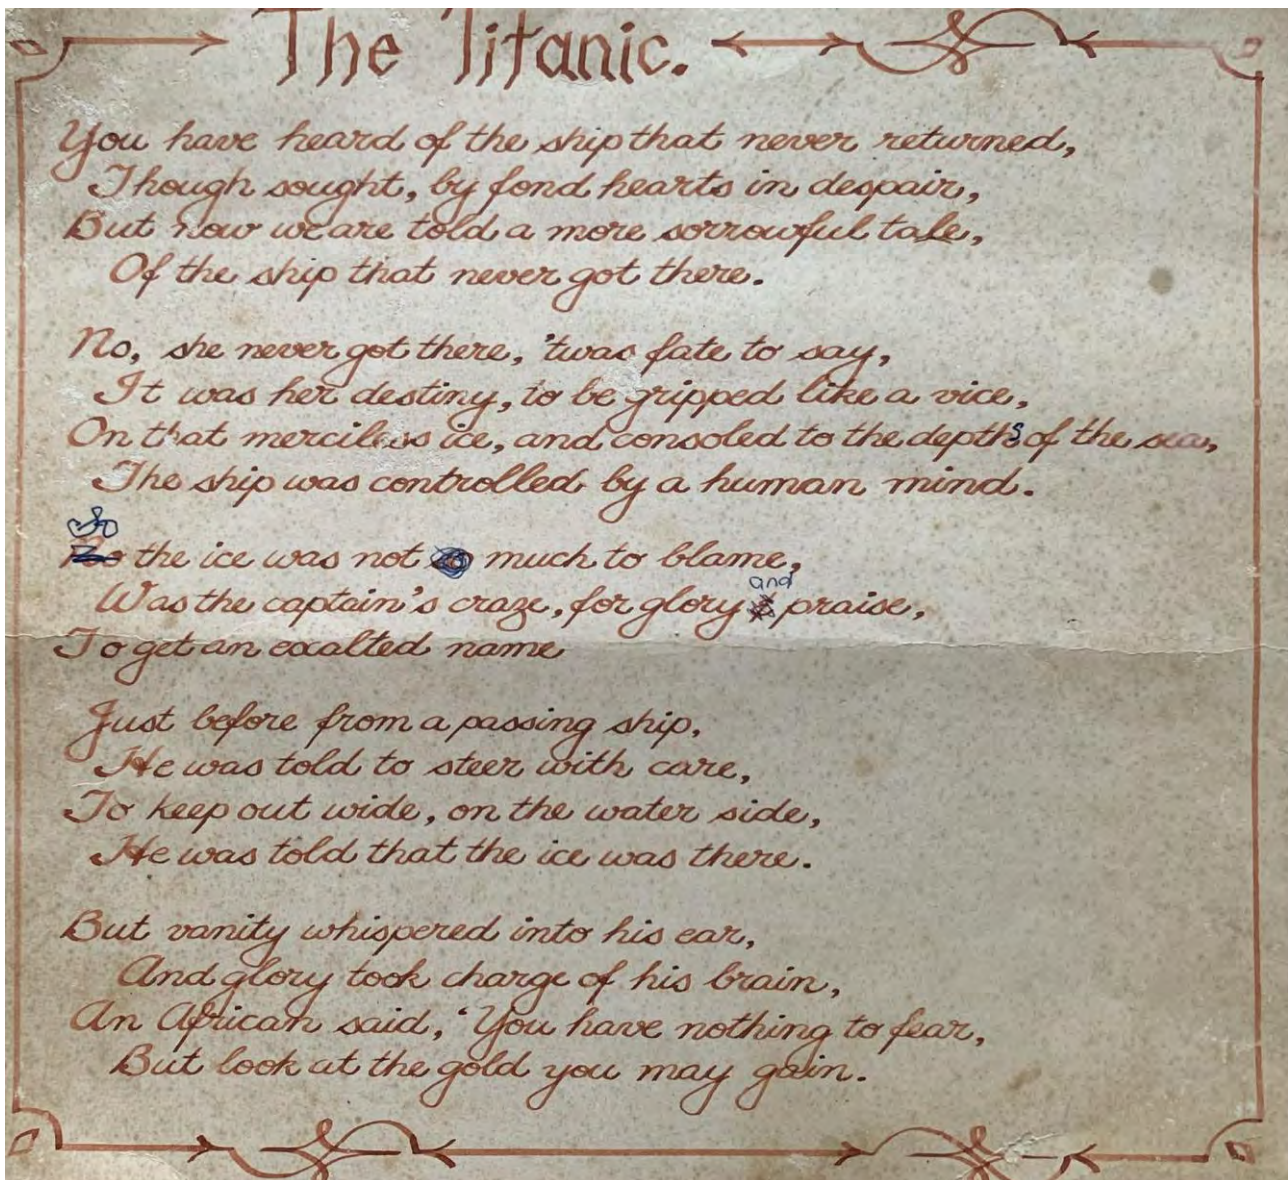 The Titanic.
You have heard of the ship that never returned,
Though sought, by fond hearts in despair,
But now we are told a more sorrowful tale,
Of the ship that never got there.
No, she never got there, 'twas fate to say,
It was her destiny, to be gripped like a vice,
On that merciless ice, and consoled to the depths of the sea,
The ship was controlled by a human mind.
So the ice was not much to blame,
Was the captain's craze, for glory and praise,
To get an exalted name
Just before from a passing ship,
He was told to steer with care,
To keep out wide, on the water side,
He was told that the ice was there.
But vanity whispered into his ear,
And glory took charge of his brain,
An African said, 'You have nothing to fear,
But look at the gold you may gain.